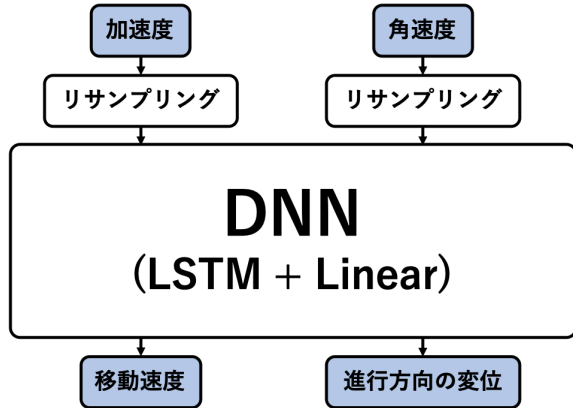 加速度
角速度
リサンプリング
リサンプリング
DNN
(LSTM + Linear)
移動速度
進行方向の変位